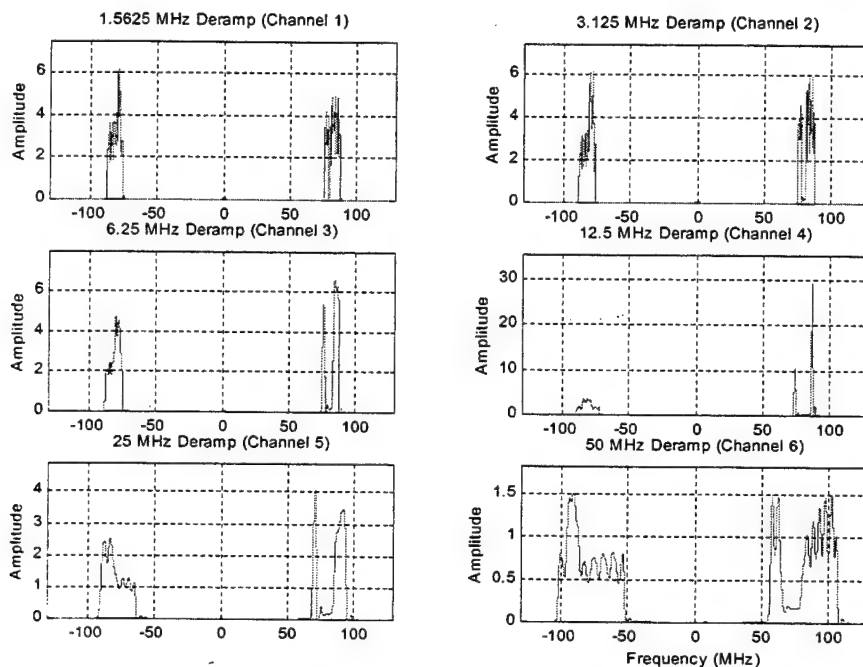 1.5625 MHz Deramp (Channel 1)
Amplitude
6
4
2
0
-100 -50 0 50 100
3.125 MHz Deramp (Channel 2)
Amplitude
6
4
2
0
-100 -50 0 50 100
6.25 MHz Deramp (Channel 3)
Amplitude
6
4
2
0
-100 -50 0 50 100
12.5 MHz Deramp (Channel 4)
Amplitude
30
20
10
0
-100 -50 0 50 100
25 MHz Deramp (Channel 5)
Amplitude
4
3
2
1
0
-100 -50 0 50 100
50 MHz Deramp (Channel 6)
Amplitude
1.5
1
0.5
0
-100 -50 0 50 100
Frequency (MHz)